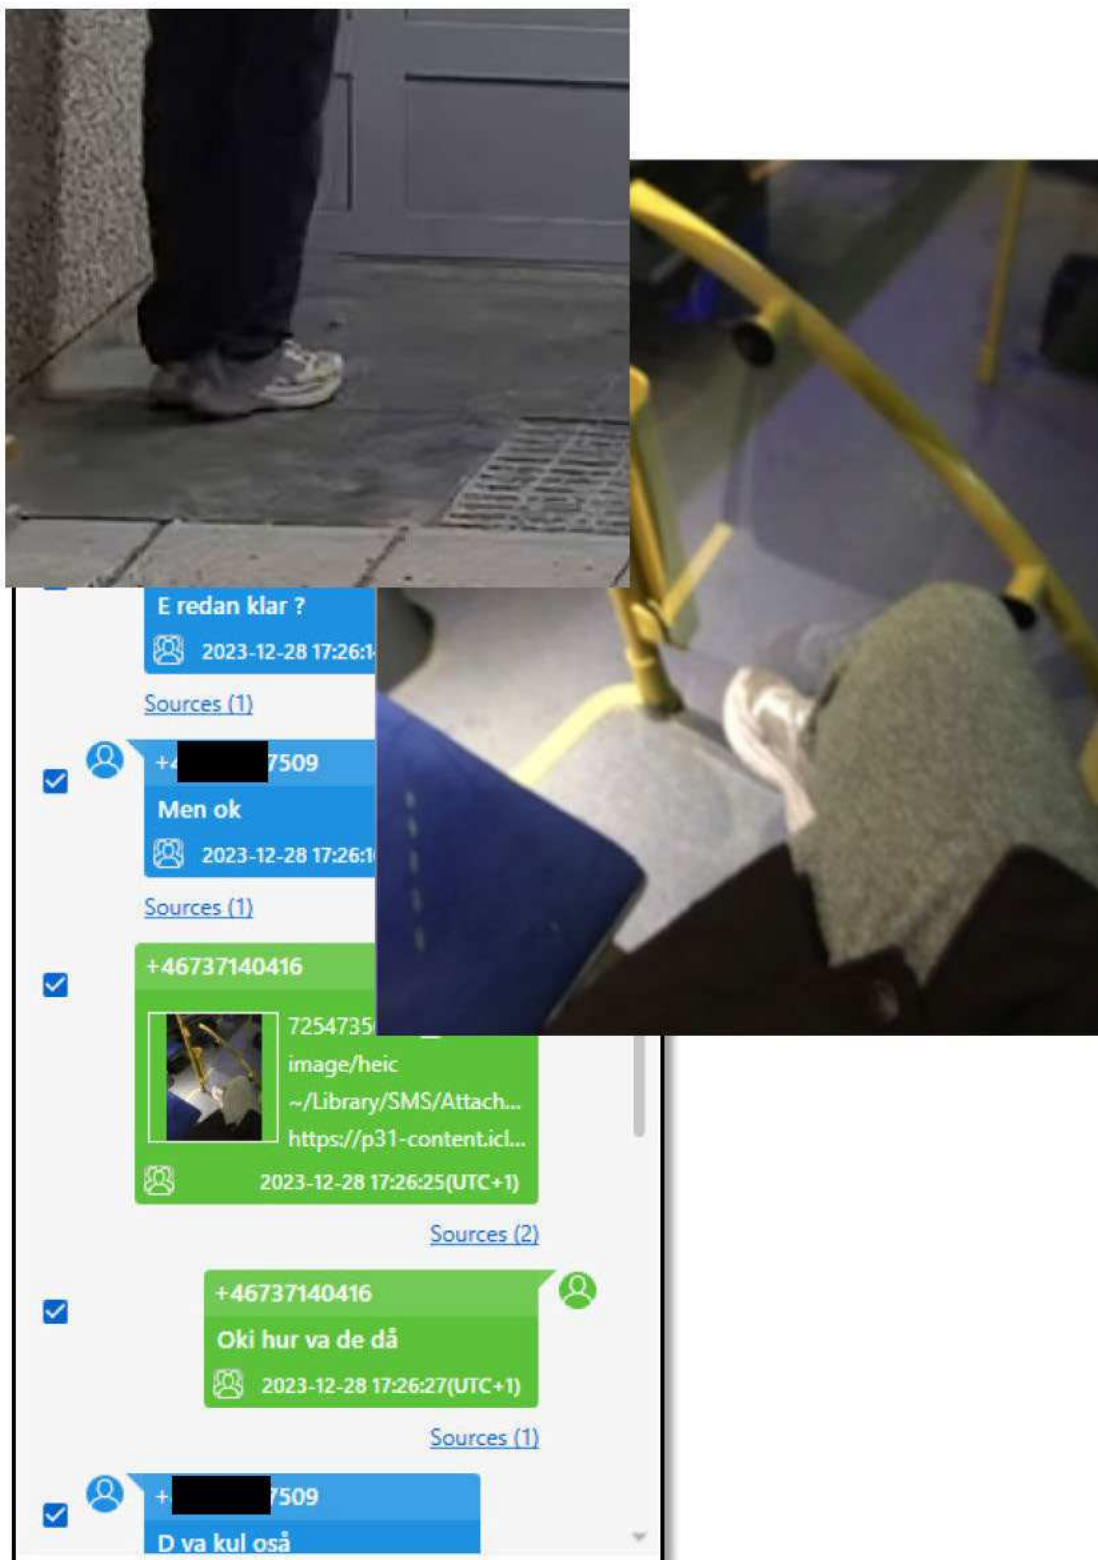 E redan klar ?
2023-12-28 17:26:1
Sources (1)
7509
Men ok
2023-12-28 17:26:1
Sources (1)
+46737140416
7254735
image/heic
~/Library/SMS/Attach...
https://p31-content.icl...
2023-12-28 17:26:25(UTC+1)
Sources (2)
+46737140416
Oki hur va de då
2023-12-28 17:26:27(UTC+1)
Sources (1)
7509
D va kul oså